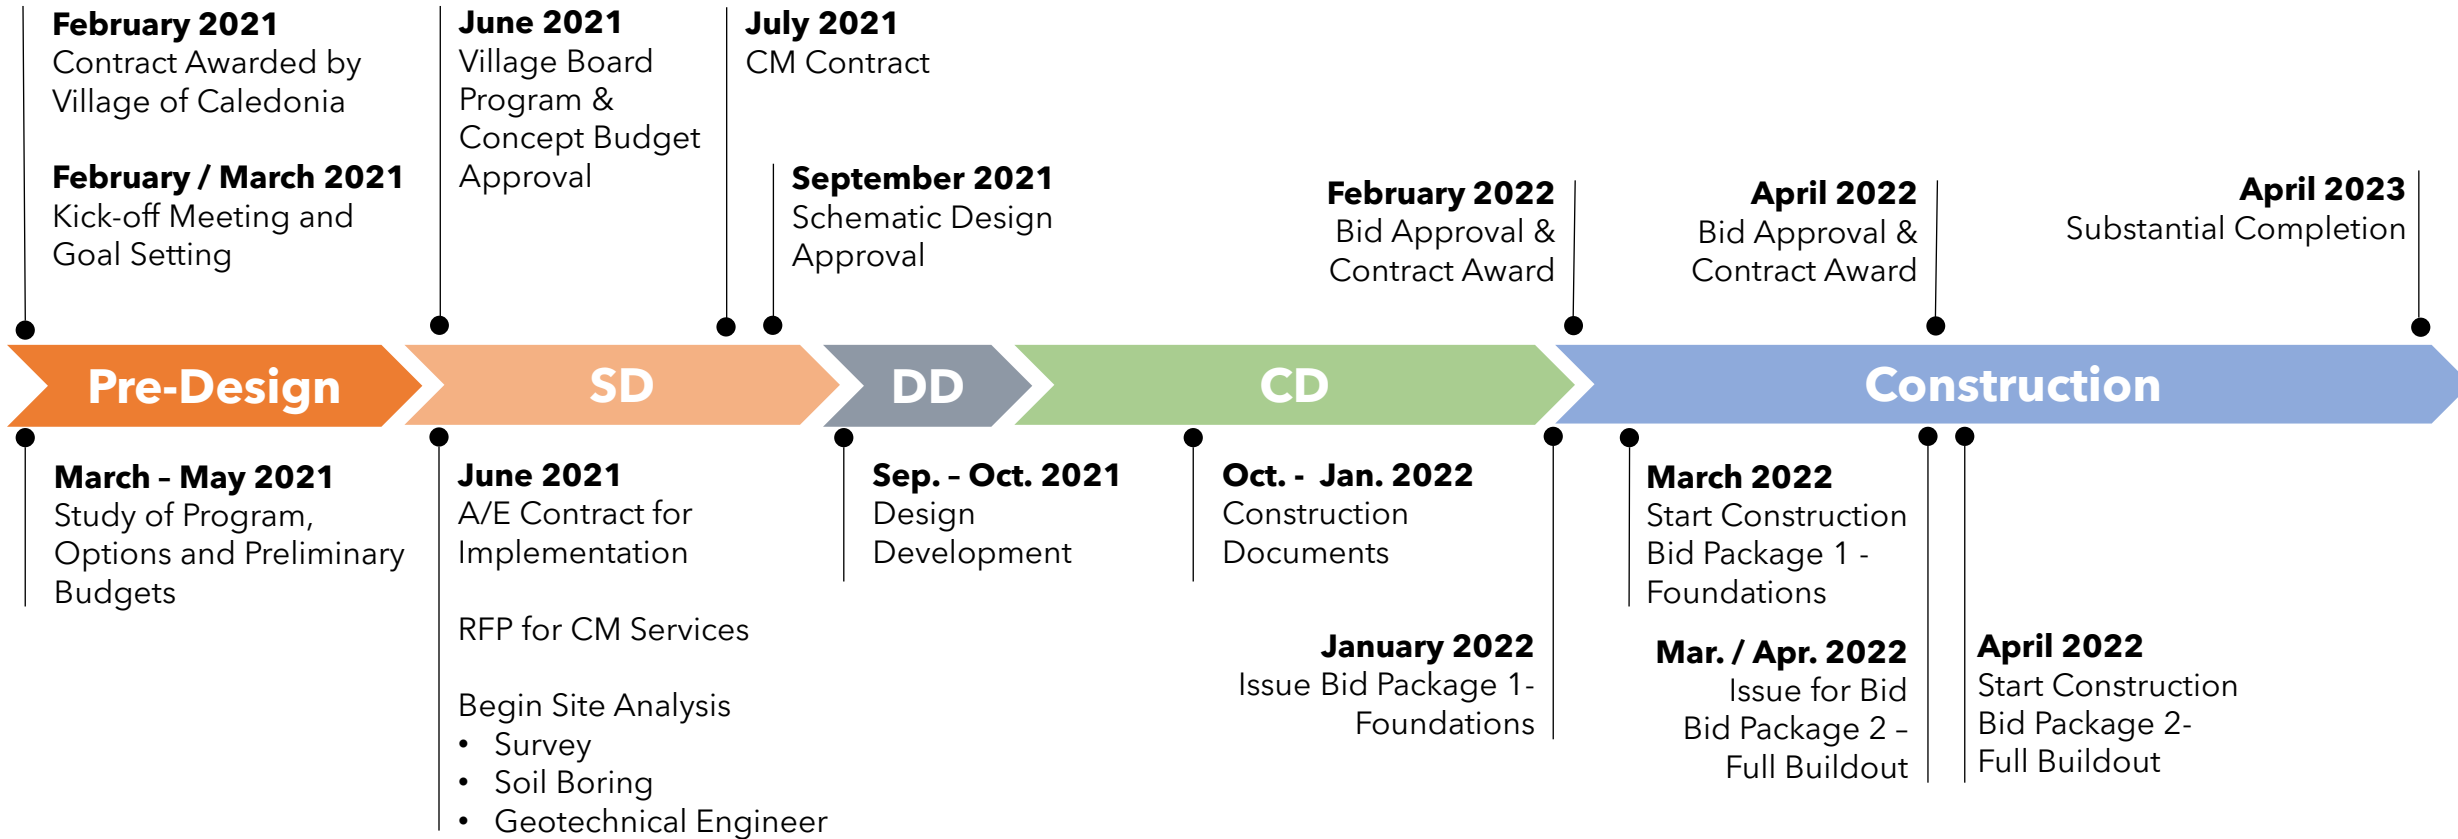 February 2021
Contract Awarded by
Village of Caledonia
February / March 2021
Kick-off Meeting and
Goal Setting
June 2021
Village Board
Program &
Concept Budget
Approval
July 2021
CM Contract
September 2021
Schematic Design
Approval
February 2022
Bid Approval &
Contract Award
April 2022
Bid Approval &
Contract Award
April 2023
Substantial Completion
Pre-Design
SD
DD
CD
Construction
March – May 2021
Study of Program,
Options and Preliminary
Budgets
June 2021
A/E Contract for
Implementation
RFP for CM Services
Begin Site Analysis
• Survey
• Soil Boring
• Geotechnical Engineer
Sep. – Oct. 2021
Design
Development
Oct. - Jan. 2022
Construction
Documents
January 2022
Issue Bid Package 1-
Foundations
March 2022
Start Construction
Bid Package 1 -
Foundations
Mar. / Apr. 2022
Issue for Bid
Bid Package 2 –
Full Buildout
April 2022
Start Construction
Bid Package 2-
Full Buildout